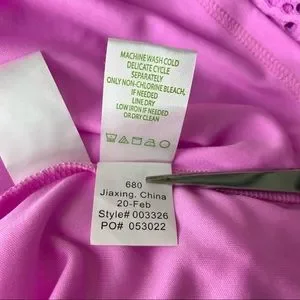 MACHINE WASH COLD
DELICATE CYCLE
SEPARATELY
ONLY NON-CHLORINE BLEACH,
IF NEEDED
LINE DRY
LOW IRON IF NEEDED
OR DRY CLEAN
680
Jiaxing, China
20-Feb
Style# 003326
PO# 053022